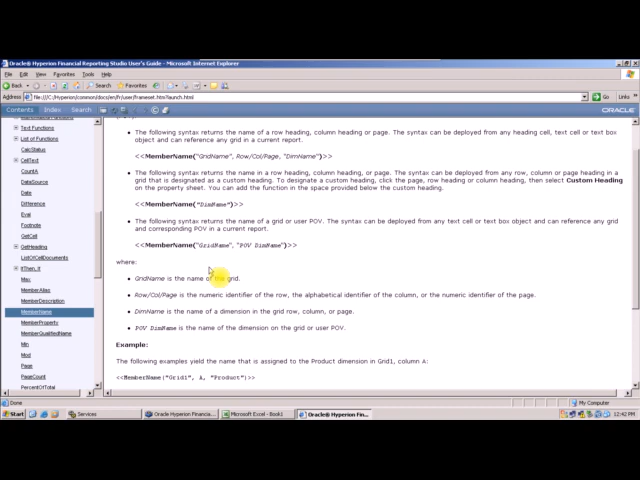 Oracle® Hyperion Financial Reporting Studio User's Guide - Microsoft Internet Explorer
File Edit View Favorites Tools Help
Back Search Favorites
Address file:///C:/Hyperion/common/docs/en/fr/user/frameset.htm?launch.html Go Links »
Contents Index Search ORACLE
Text Functions
List of Functions
CalcStatus
CellText
CountA
DataSource
Date
Difference
Eval
Footnote
GetCell
GetHeading
ListOfCellDocuments
IfThen, If
Max
MemberAlias
MemberDescription
MemberName
MemberProperty
MemberQualifiedName
Min
Mod
Page
PageCount
PercentOfTotal
• The following syntax returns the name of a row heading, column heading or page. The syntax can be deployed from any heading cell, text cell or text box
object and can reference any grid in a current report.
<<MemberName("GridName", Row/Col/Page, "DimName")>>
• The following syntax returns the name in a row heading, column heading, or page. The syntax can be deployed from any row, column or page heading in a
grid that is designated as a custom heading. To designate a custom heading, click the page, row heading or column heading, then select Custom Heading
on the property sheet. You can add the function in the space provided below the custom heading.
<<MemberName("DimName")>>
• The following syntax returns the name of a grid or user POV. The syntax can be deployed from any text cell or text box object and can reference any grid
and corresponding POV in a current report.
<<MemberName("GridName", "POV DimName")>>
where:
• GridName is the name of the grid.
• Row/Col/Page is the numeric identifier of the row, the alphabetical identifier of the column, or the numeric identifier of the page.
• DimName is the name of a dimension in the grid row, column, or page.
• POV DimName is the name of the dimension on the grid or user POV.
Example:
The following examples yield the name that is assigned to the Product dimension in Grid1, column A:
<<MemberName("Grid1", A, "Product")>>
Done My Computer
Start Services Oracle Hyperion Financia... Microsoft Excel - Book1 Oracle® Hyperion Fin... 12:42 PM